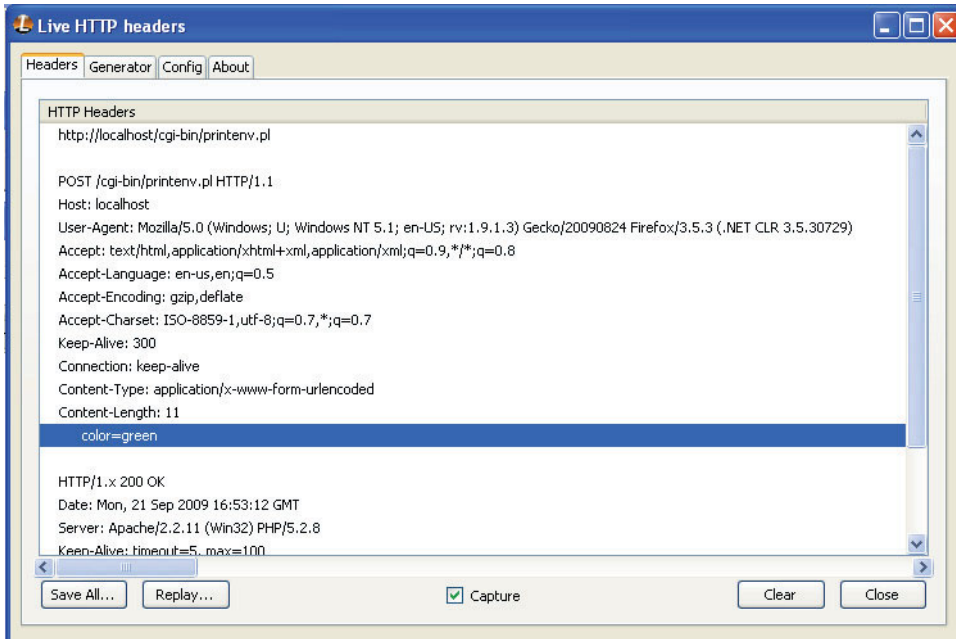 Live HTTP headers
Headers Generator Config About
HTTP Headers
http://localhost/cgi-bin/printenv.pl
POST /cgi-bin/printenv.pl HTTP/1.1
Host: localhost
User-Agent: Mozilla/5.0 (Windows; U; Windows NT 5.1; en-US; rv:1.9.1.3) Gecko/20090824 Firefox/3.5.3 (.NET CLR 3.5.30729)
Accept: text/html,application/xhtml+xml,application/xml;q=0.9,*/*;q=0.8
Accept-Language: en-us,en;q=0.5
Accept-Encoding: gzip,deflate
Accept-Charset: ISO-8859-1,utf-8;q=0.7,*;q=0.7
Keep-Alive: 300
Connection: keep-alive
Content-Type: application/x-www-form-urlencoded
Content-Length: 11
color=green
HTTP/1.x 200 OK
Date: Mon, 21 Sep 2009 16:53:12 GMT
Server: Apache/2.2.11 (Win32) PHP/5.2.8
Keep-Alive: timeout=5, max=100
Save All... Replay... Capture Clear Close